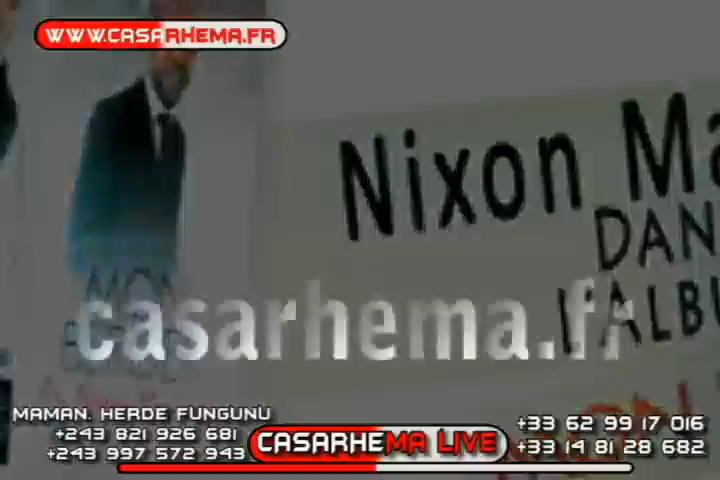 WWW.CASARHEMA.FR
Nixon Ma
DAN
L'ALBU
MON
casarhema.fr
MAMAN. HERDE FUNGUNU
+243 821 926 681
+243 997 572 943
CASARHEMA LIVE
+33 62 99 17 016
+33 14 81 28 682